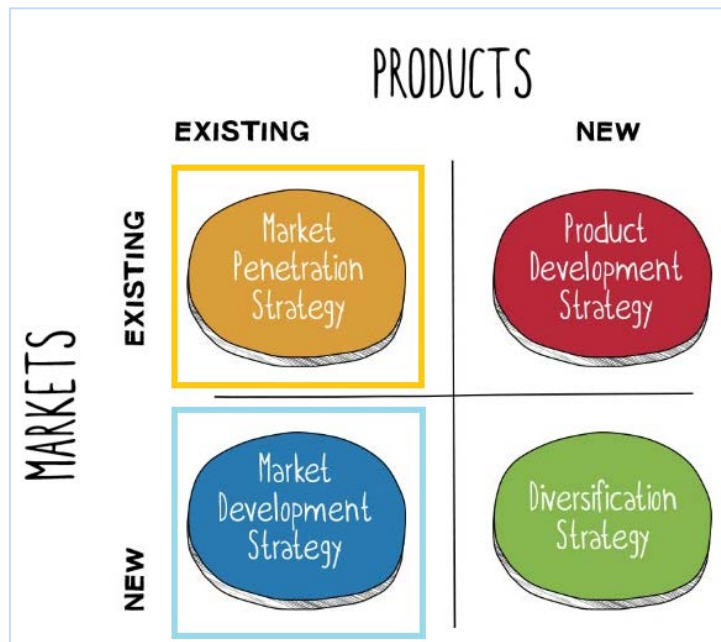 PRODUCTS
EXISTING
NEW
MARKETS
EXISTING
Market
Penetration
Strategy
Product
Development
Strategy
NEW
Market
Development
Strategy
Diversification
Strategy